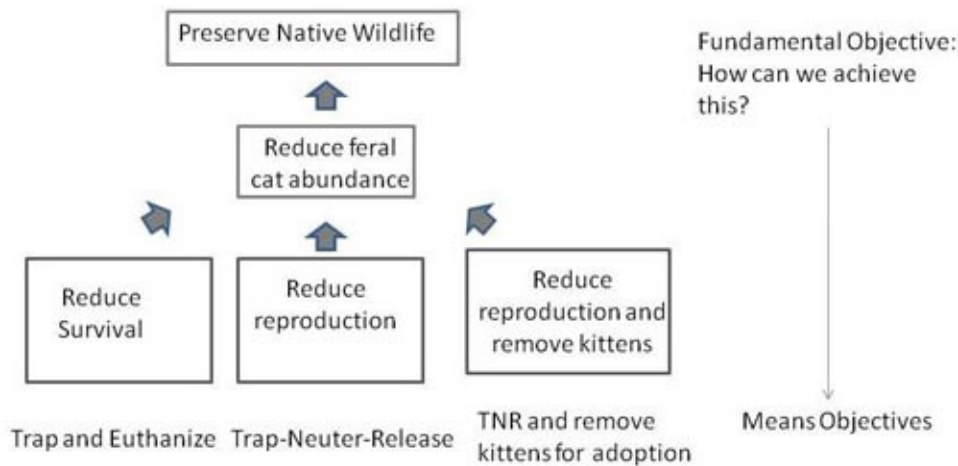 Preserve Native Wildlife
Fundamental Objective:
How can we achieve
this?
Reduce feral
cat abundance
Reduce
Survival
Reduce
reproduction
Reduce
reproduction and
remove kittens
Trap and Euthanize
Trap-Neuter-Release
TNR and remove
kittens for adoption
Means Objectives